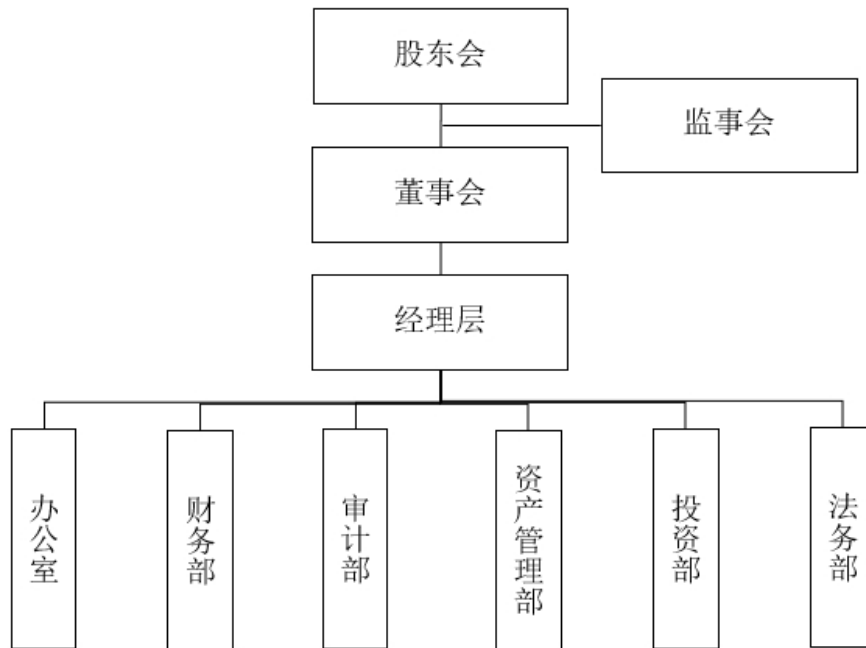 股东会
监事会
董事会
经理层
办公室
财务部
审计部
资产管理部
投资部
法务部